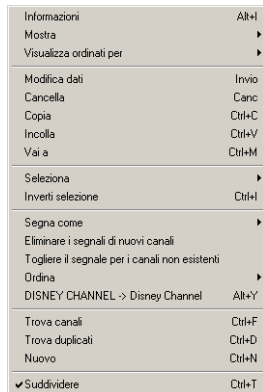 Informazioni Alt+I
Mostra
Visualizza ordinati per
Modifica dati Invio
Cancella Canc
Copia Ctrl+C
Incolla Ctrl+V
Vai a Ctrl+M
Seleziona
Inverti selezione Ctrl+I
Segna come
Eliminare i segnali di nuovi canali
Togliere il segnale per i canali non esistenti
Ordina
DISNEY CHANNEL -> Disney Channel Alt+Y
Trova canali Ctrl+F
Trova duplicati Ctrl+D
Nuovo Ctrl+N
Suddividere Ctrl+T